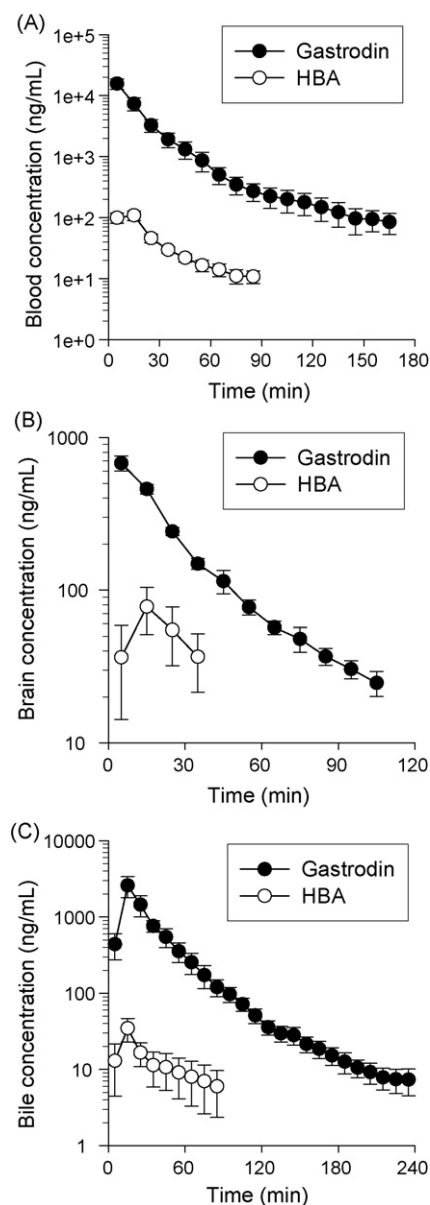 (A)
1e+5
1e+4
1e+3
1e+2
1e+1
1e+0
Blood concentration (ng/mL)
Gastrodin
HBA
0 30 60 90 120 150 180
Time (min)
(B)
1000
100
10
Brain concentration (ng/mL)
Gastrodin
HBA
0 30 60 90 120
Time (min)
(C)
10000
1000
100
10
1
Bile concentration (ng/mL)
Gastrodin
HBA
0 60 120 180 240
Time (min)